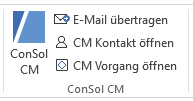 E-Mail übertragen
CM Kontakt öffnen
CM Vorgang öffnen
ConSol
CM
ConSol CM